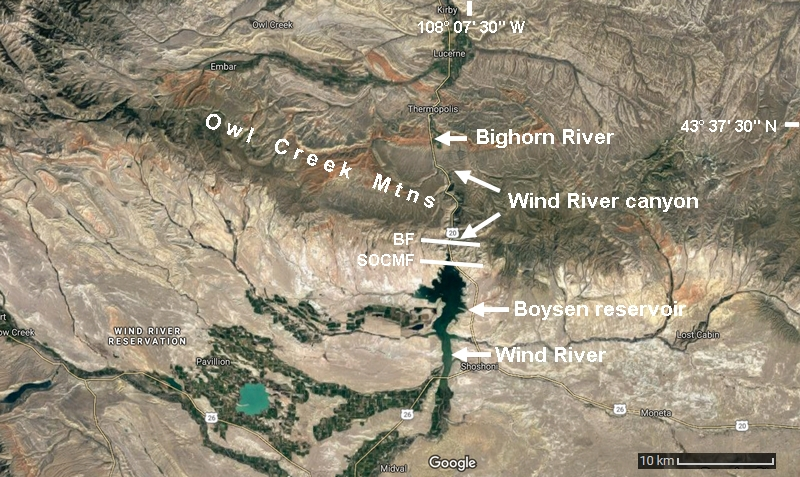 Kirby
108° 07' 30" W
Owl Creek
Lucerne
Embar
Thermopolis
43° 37' 30" N
Bighorn River
Owl Creek Mtns
Wind River canyon
20
BF
SOCMF
Boysen reservoir
WIND RIVER
RESERVATION
Lost Cabin
Wind River
Pavillion
Shoshoni
26
26
26
Moneta
20
Midval
Google
10 km